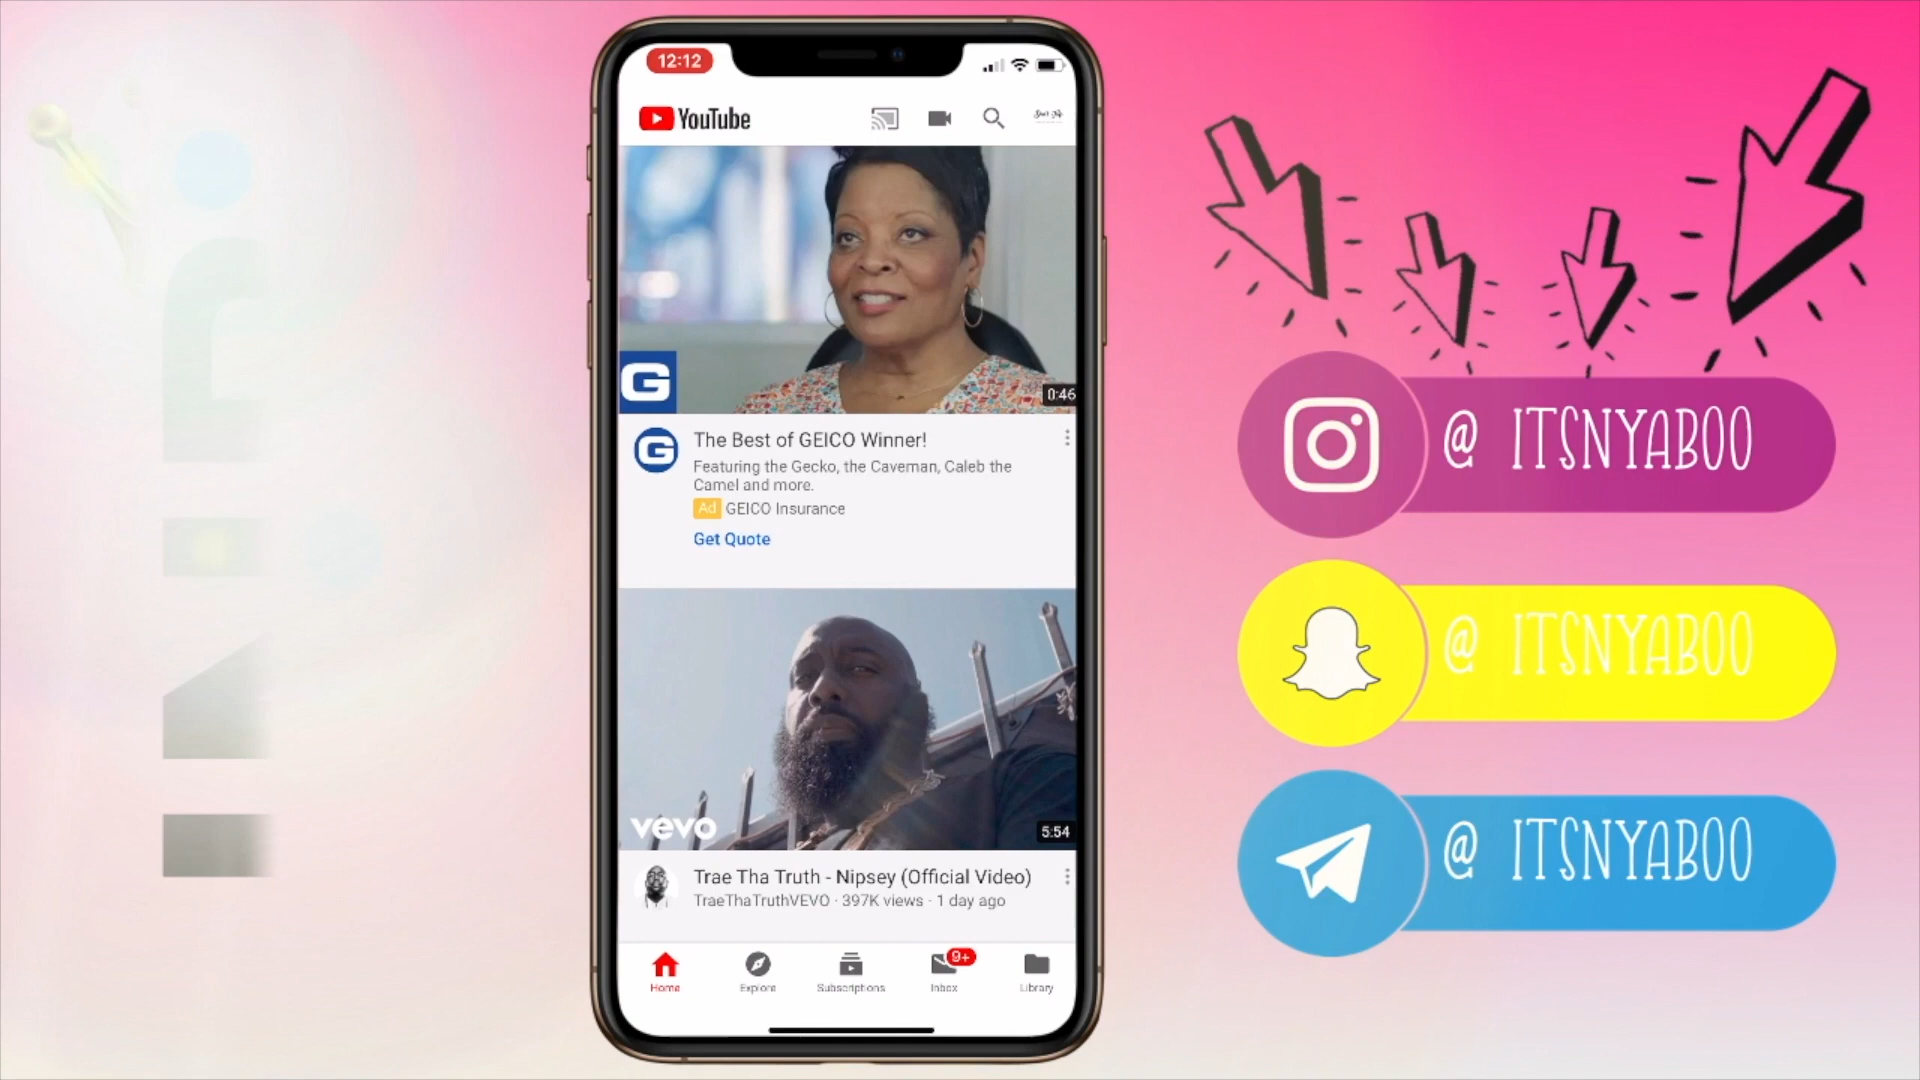 12:12
YouTube
0:46
The Best of GEICO Winner!
Featuring the Gecko, the Caveman, Caleb the
Camel and more.
Ad GEICO Insurance
Get Quote
vevo
5:54
Trae Tha Truth - Nipsey (Official Video)
TraeThaTruthVEVO · 397K views · 1 day ago
9+
Home
Explore
Subscriptions
Inbox
Library
@ ITSNYABOO
@ ITSNYABOO
@ ITSNYABOO